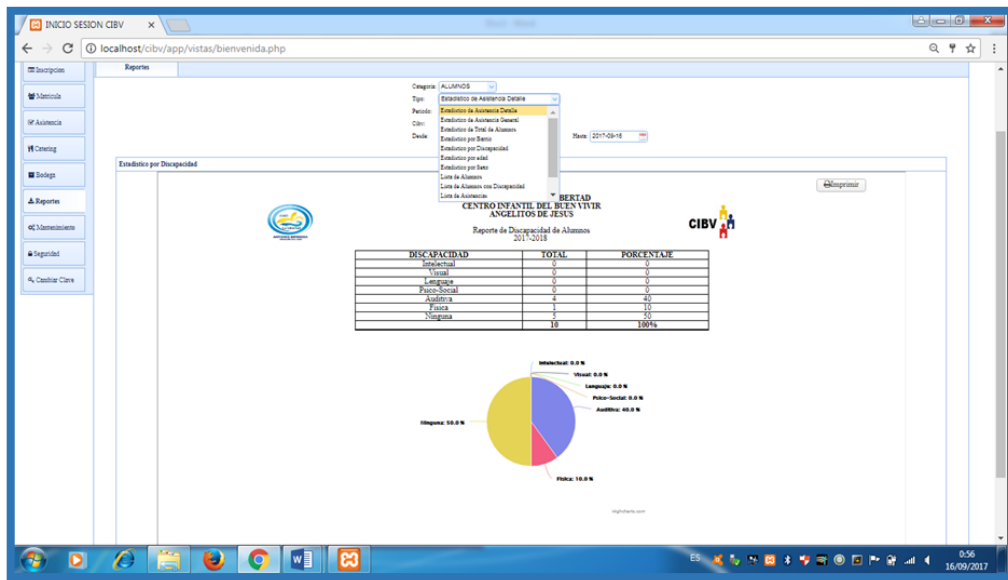 INICIO SESION CIBV
localhost/cibv/app/vistas/bienvenida.php
Inscripcion
Matricula
Asistencia
Catering
Bodega
Reportes
Mantenimiento
Seguridad
Cambiar Clave
Reportes
Categoria: ALUMNOS
Tipo: Estadistico de Asistencia Detalle
Periodo:
Cibv:
Desde:
Estadistico de Asistencia Detalle
Estadistico de Asistencia General
Estadistico de Total de Alumnos
Estadistico por Barrio
Estadistico por Discapacidad
Estadistico por edad
Estadistico por Sexo
Lista de Alumnos
Lista de Alumnos con Discapacidad
Lista de Asistencias
Hasta: 2017-09-16
Estadistico por Discapacidad
Imprimir
BERTAD
CENTRO INFANTIL DEL BUEN VIVIR
ANGELITOS DE JESUS
CIBV
Reporte de Discapacidad de Alumnos
2017-2018
DISCAPACIDAD TOTAL PORCENTAJE
Intelectual 0 0
Visual 0 0
Lenguaje 0 0
Psico-Social 0 0
Auditiva 4 40
Fisica 1 10
Ninguna 5 50
10 100%
Intelectual: 0.0 %
Visual: 0.0 %
Lenguaje: 0.0 %
Psico-Social: 0.0 %
Auditiva: 40.0 %
Ninguna: 50.0 %
Fisica: 10.0 %
Highcharts.com
ES
0:56
16/09/2017